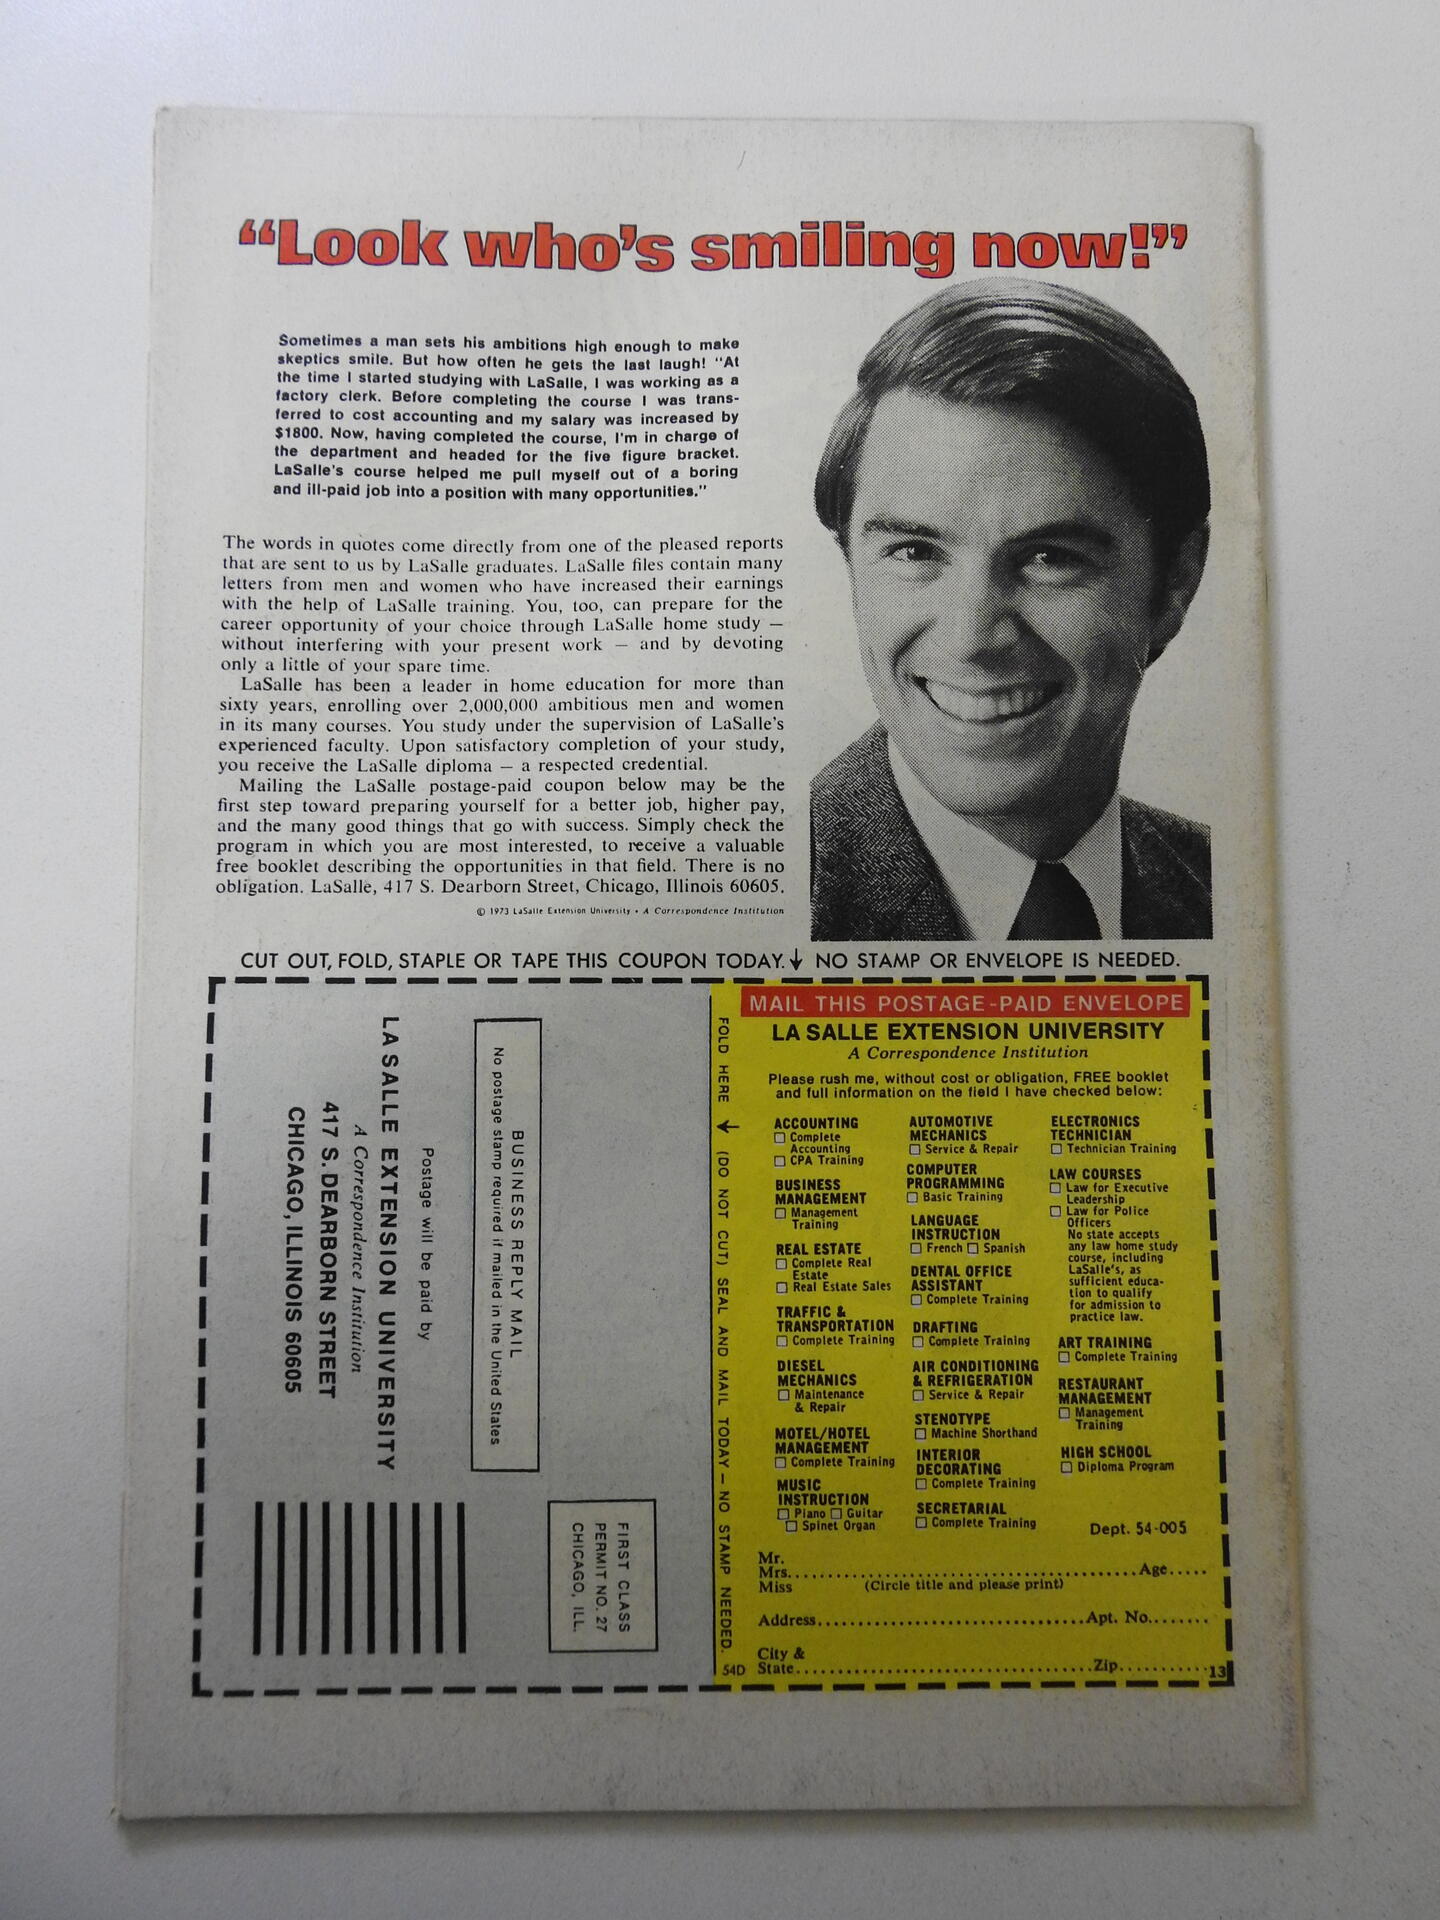 “Look who’s smiling now!”
Sometimes a man sets his ambitions high enough to make
skeptics smile. But how often he gets the last laugh! “At
the time I started studying with LaSalle, I was working as a
factory clerk. Before completing the course I was trans-
ferred to cost accounting and my salary was increased by
$1800. Now, having completed the course, I'm in charge of
the department and headed for the five figure bracket.
LaSalle's course helped me pull myself out of a boring
and ill-paid job into a position with many opportunities.”
The words in quotes come directly from one of the pleased reports
that are sent to us by LaSalle graduates. LaSalle files contain many
letters from men and women who have increased their earnings
with the help of LaSalle training. You, too, can prepare for the
career opportunity of your choice through LaSalle home study —
without interfering with your present work — and by devoting
only a little of your spare time.
LaSalle has been a leader in home education for more than
sixty years, enrolling over 2,000,000 ambitious men and women
in its many courses. You study under the supervision of LaSalle's
experienced faculty. Upon satisfactory completion of your study,
you receive the LaSalle diploma — a respected credential.
Mailing the LaSalle postage-paid coupon below may be the
first step toward preparing yourself for a better job, higher pay,
and the many good things that go with success. Simply check the
program in which you are most interested, to receive a valuable
free booklet describing the opportunities in that field. There is no
obligation. LaSalle, 417 S. Dearborn Street, Chicago, Illinois 60605.
© 1973 LaSalle Extension University • A Correspondence Institution
CUT OUT, FOLD, STAPLE OR TAPE THIS COUPON TODAY. ↓ NO STAMP OR ENVELOPE IS NEEDED.
FIRST CLASS
PERMIT NO. 27
CHICAGO, ILL.
BUSINESS REPLY MAIL
No postage stamp required if mailed in the United States
Postage will be paid by
LA SALLE EXTENSION UNIVERSITY
A Correspondence Institution
417 S. DEARBORN STREET
CHICAGO, ILLINOIS 60605
FOLD HERE ↓ (DO NOT CUT) SEAL AND MAIL TODAY — NO STAMP NEEDED.
MAIL THIS POSTAGE-PAID ENVELOPE
LA SALLE EXTENSION UNIVERSITY
A Correspondence Institution
Please rush me, without cost or obligation, FREE booklet
and full information on the field I have checked below:
ACCOUNTING
☐ Complete
Accounting
☐ CPA Training
BUSINESS
MANAGEMENT
☐ Management
Training
REAL ESTATE
☐ Complete Real
Estate
☐ Real Estate Sales
TRAFFIC &
TRANSPORTATION
☐ Complete Training
DIESEL
MECHANICS
☐ Maintenance
& Repair
MOTEL/HOTEL
MANAGEMENT
☐ Complete Training
MUSIC
INSTRUCTION
☐ Piano ☐ Guitar
☐ Spinet Organ
AUTOMOTIVE
MECHANICS
☐ Service & Repair
COMPUTER
PROGRAMMING
☐ Basic Training
LANGUAGE
INSTRUCTION
☐ French ☐ Spanish
DENTAL OFFICE
ASSISTANT
☐ Complete Training
DRAFTING
☐ Complete Training
AIR CONDITIONING
& REFRIGERATION
☐ Service & Repair
STENOTYPE
☐ Machine Shorthand
INTERIOR
DECORATING
☐ Complete Training
SECRETARIAL
☐ Complete Training
ELECTRONICS
TECHNICIAN
☐ Technician Training
LAW COURSES
☐ Law for Executive
Leadership
☐ Law for Police
Officers
No state accepts
any law home study
course, including
LaSalle's, as
sufficient educa-
tion to qualify
for admission to
practice law.
ART TRAINING
☐ Complete Training
RESTAURANT
MANAGEMENT
☐ Management
Training
HIGH SCHOOL
☐ Diploma Program
Dept. 54-005
Mr.
Mrs. Age
Miss (Circle title and please print)
Address Apt. No.
City &
State Zip 13
54D